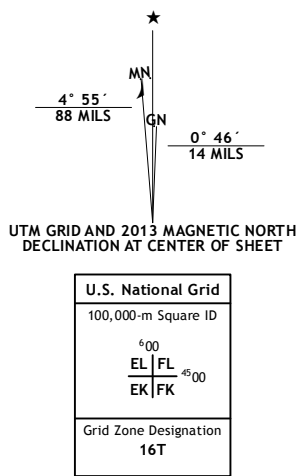 ★
MN
4° 55´
88 MILS
GN
0° 46´
14 MILS
UTM GRID AND 2013 MAGNETIC NORTH
DECLINATION AT CENTER OF SHEET
U.S. National Grid
100,000-m Square ID
⁶00
EL FL
⁴⁵00
EK FK
Grid Zone Designation
16T